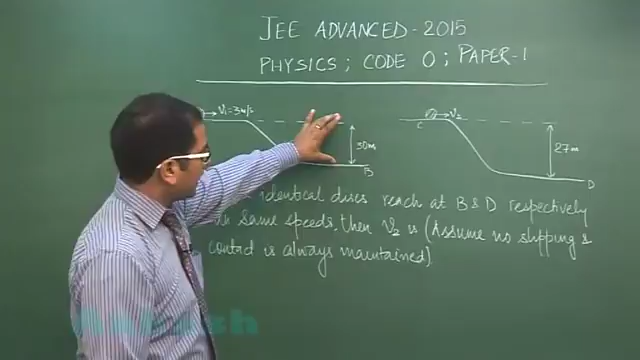 JEE ADVANCED - 2015
PHYSICS ; CODE 0 ; PAPER-1
V₁=3m/s
30m
B
C
V₂
27m
D
identical discs reach at B & D respectively
same speeds, then V₂ is (Assume no slipping &
contact is always maintained)
Aakash